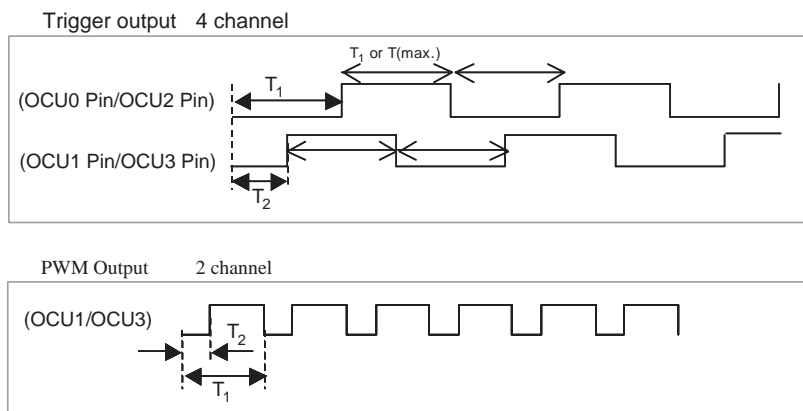 Trigger output 4 channel
T1 or T(max.)
T1
(OCU0 Pin/OCU2 Pin)
(OCU1 Pin/OCU3 Pin)
T2
PWM Output 2 channel
(OCU1/OCU3)
T2
T1